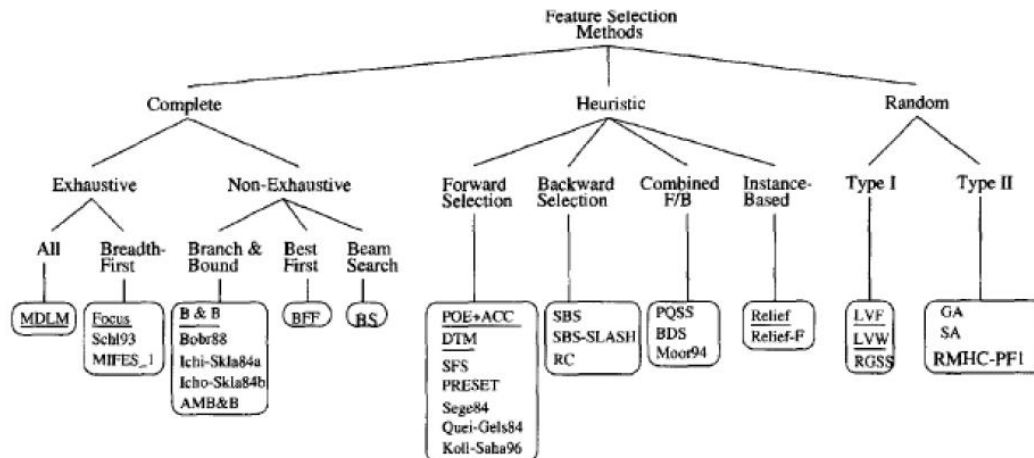 Feature Selection
Methods
Complete
Heuristic
Random
Exhaustive
Non-Exhaustive
Forward
Selection
Backward
Selection
Combined
F/B
Instance-
Based
Type I
Type II
All
Breadth-
First
Branch &
Bound
Best
First
Beam
Search
MDLM
Focus
Schl93
MIFES_1
B & B
Bobr88
Ichi-Skla84a
Icho-Skla84b
AMB&B
BFF
BS
POE+ACC
DTM
SFS
PRESET
Sege84
Quei-Gels84
Koll-Saha96
SBS
SBS-SLASH
RC
PQSS
BDS
Moor94
Relief
Relief-F
LVF
LVW
RGSS
GA
SA
RMHC-PF1